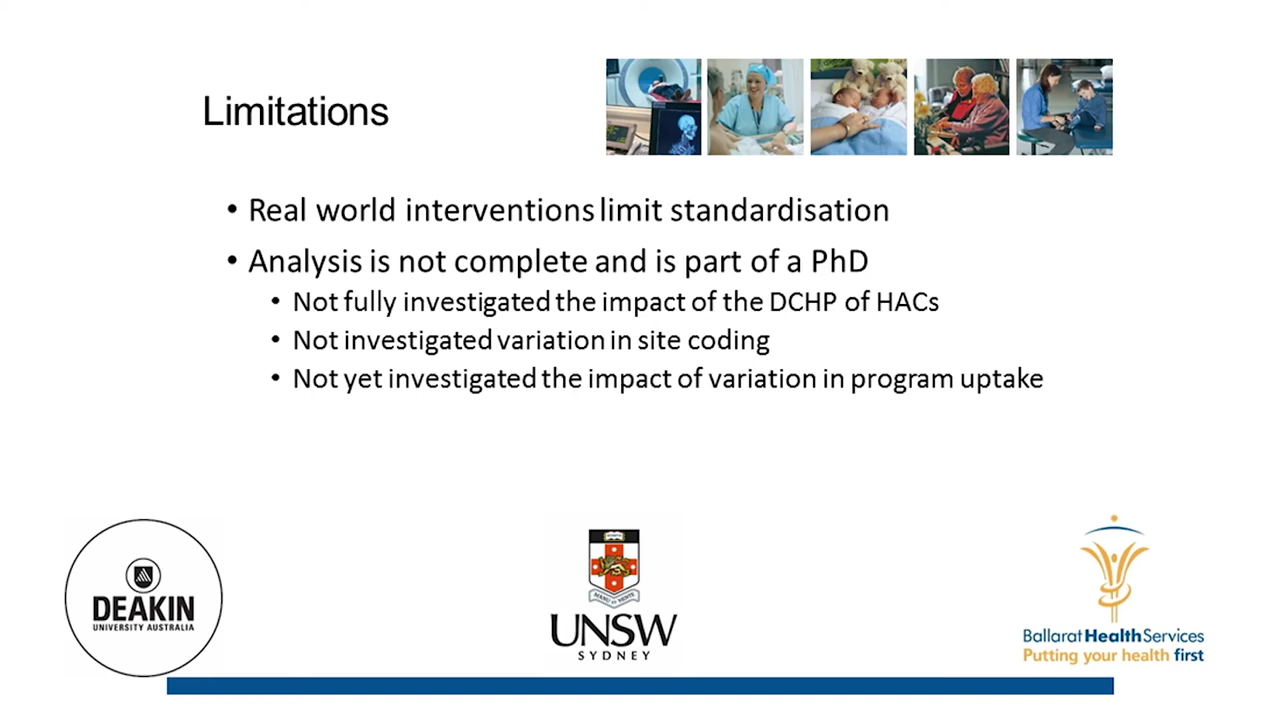 Limitations
• Real world interventions limit standardisation
• Analysis is not complete and is part of a PhD
• Not fully investigated the impact of the DCHP of HACs
• Not investigated variation in site coding
• Not yet investigated the impact of variation in program uptake
DEAKIN
UNIVERSITY AUSTRALIA
UNSW
SYDNEY
Ballarat HealthServices
Putting your health first